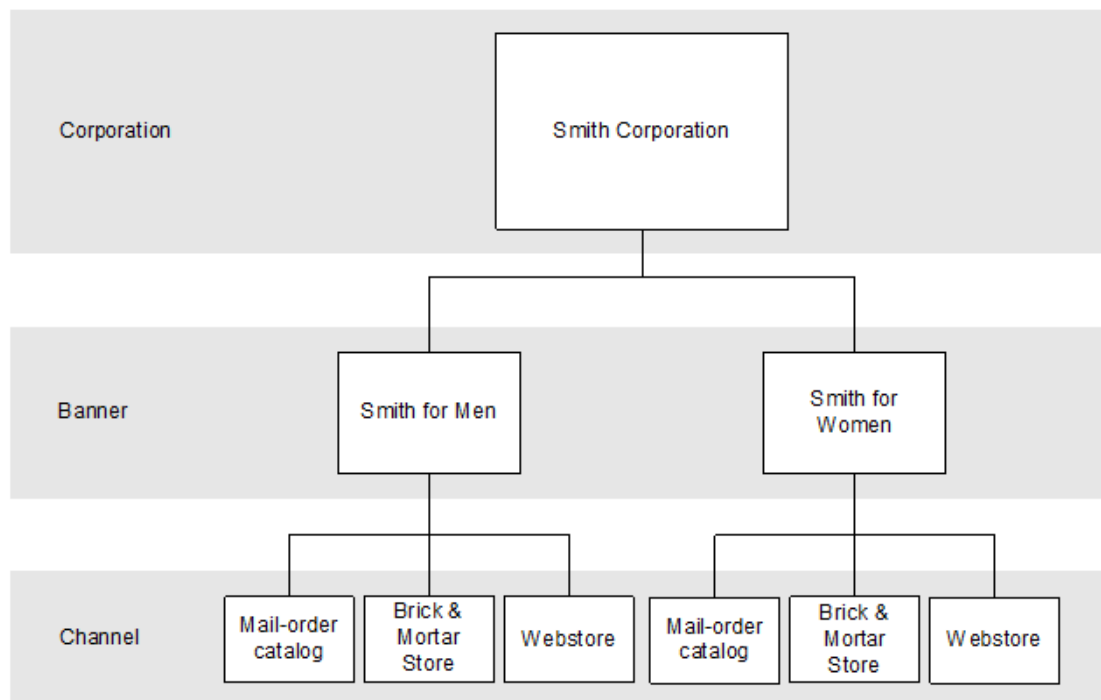 Corporation
Smith Corporation
Banner
Smith for Men
Smith for
Women
Channel
Mail-order
catalog
Brick &
Mortar
Store
Webstore
Mail-order
catalog
Brick &
Mortar
Store
Webstore